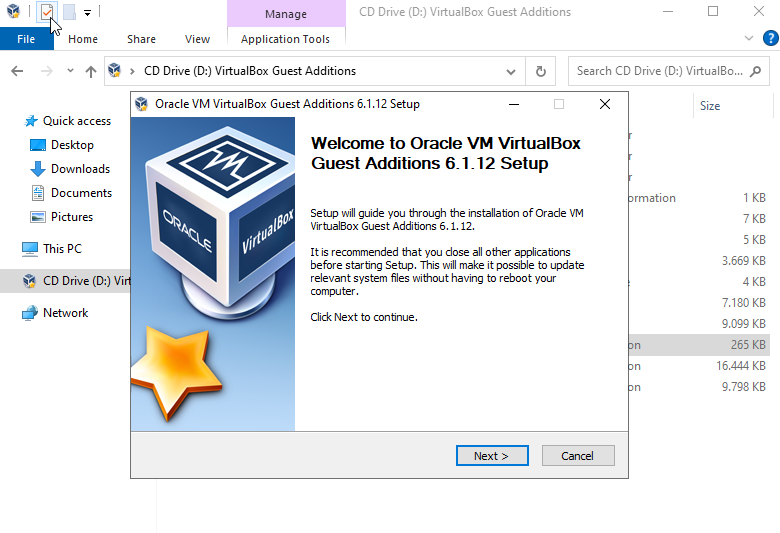 Manage
CD Drive (D:) VirtualBox Guest Additions
File
Home
Share
View
Application Tools
CD Drive (D:) VirtualBox Guest Additions
Search CD Drive (D:) VirtualBo...
Quick access
Desktop
Downloads
Documents
Pictures
This PC
CD Drive (D:) Virt
Network
Size
r
r
r
ormation
1 KB
7 KB
5 KB
3.669 KB
e
4 KB
7.180 KB
9.099 KB
on
265 KB
on
16.444 KB
on
9.798 KB
Oracle VM VirtualBox Guest Additions 6.1.12 Setup
ORACLE
VirtualBox
Welcome to Oracle VM VirtualBox
Guest Additions 6.1.12 Setup
Setup will guide you through the installation of Oracle VM
VirtualBox Guest Additions 6.1.12.
It is recommended that you close all other applications
before starting Setup. This will make it possible to update
relevant system files without having to reboot your
computer.
Click Next to continue.
Next >
Cancel